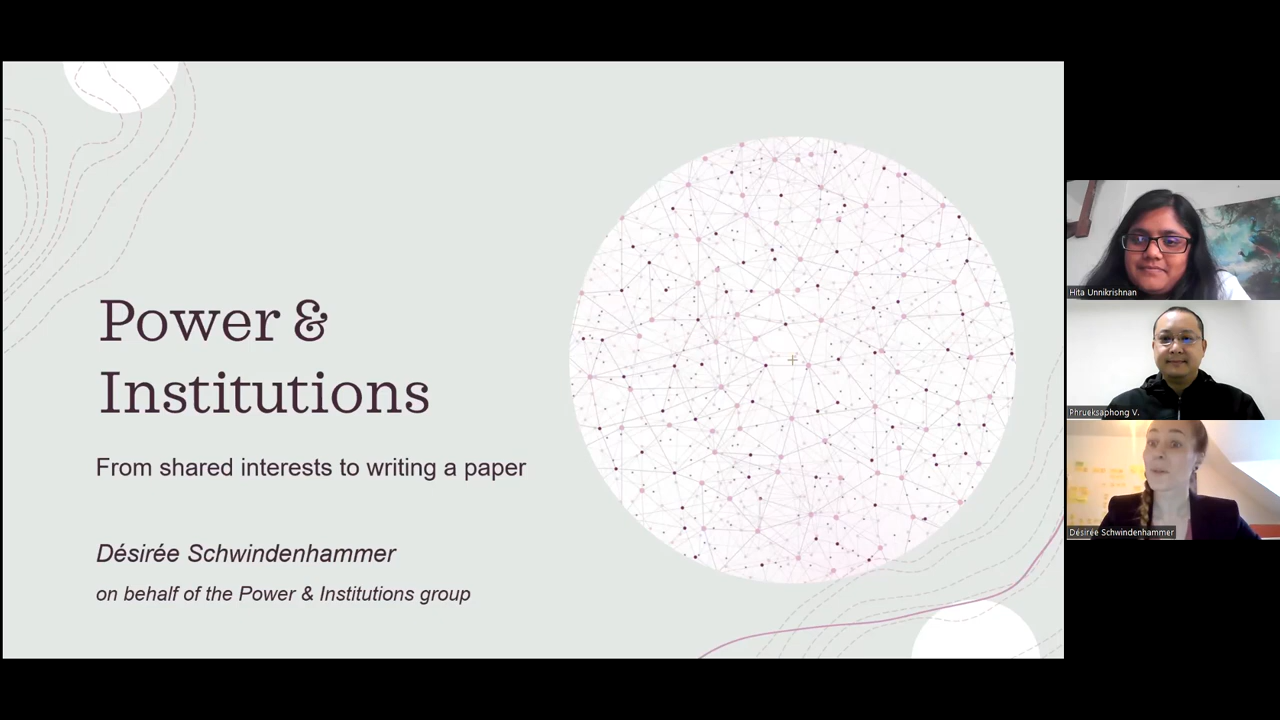 Power &
Institutions
From shared interests to writing a paper
Désirée Schwindenhammer
on behalf of the Power & Institutions group
Hita Unnikrishnan
Phrueksaphong V.
Désirée Schwindenhammer